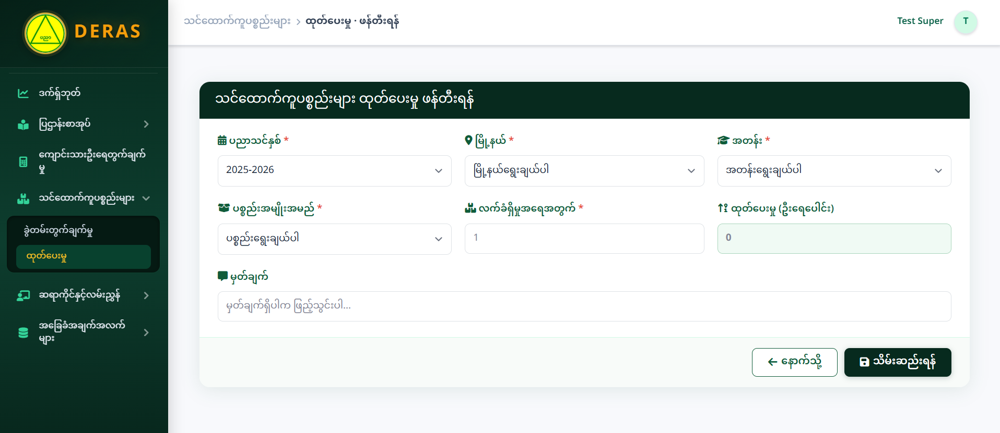 ပညာ
DERAS
သင်ထောက်ကူပစ္စည်းများ
ထုတ်ပေးမှု · ဖန်တီးရန်
Test Super
T
ဒက်ရှ်ဘုတ်
ပြဋ္ဌာန်းစာအုပ်
ကျောင်းသားဦးရေတွက်ချက်
မှု
သင်ထောက်ကူပစ္စည်းများ
ခွဲတမ်းတွက်ချက်မှု
ထုတ်ပေးမှု
ဆရာကိုင်နှင့်လမ်းညွှန်
အခြေခံအချက်အလက်
များ
သင်ထောက်ကူပစ္စည်းများ ထုတ်ပေးမှု ဖန်တီးရန်
ပညာသင်နှစ် *
မြို့နယ် *
အတန်း *
2025-2026
မြို့နယ်ရွေးချယ်ပါ
အတန်းရွေးချယ်ပါ
ပစ္စည်းအမျိုးအမည် *
လက်ခံရှိမှုအရေအတွက် *
ထုတ်ပေးမှု (ဦးရေပေါင်း)
ပစ္စည်းရွေးချယ်ပါ
1
0
မှတ်ချက်
မှတ်ချက်ရှိပါက ဖြည့်သွင်းပါ...
နောက်သို့
သိမ်းဆည်းရန်